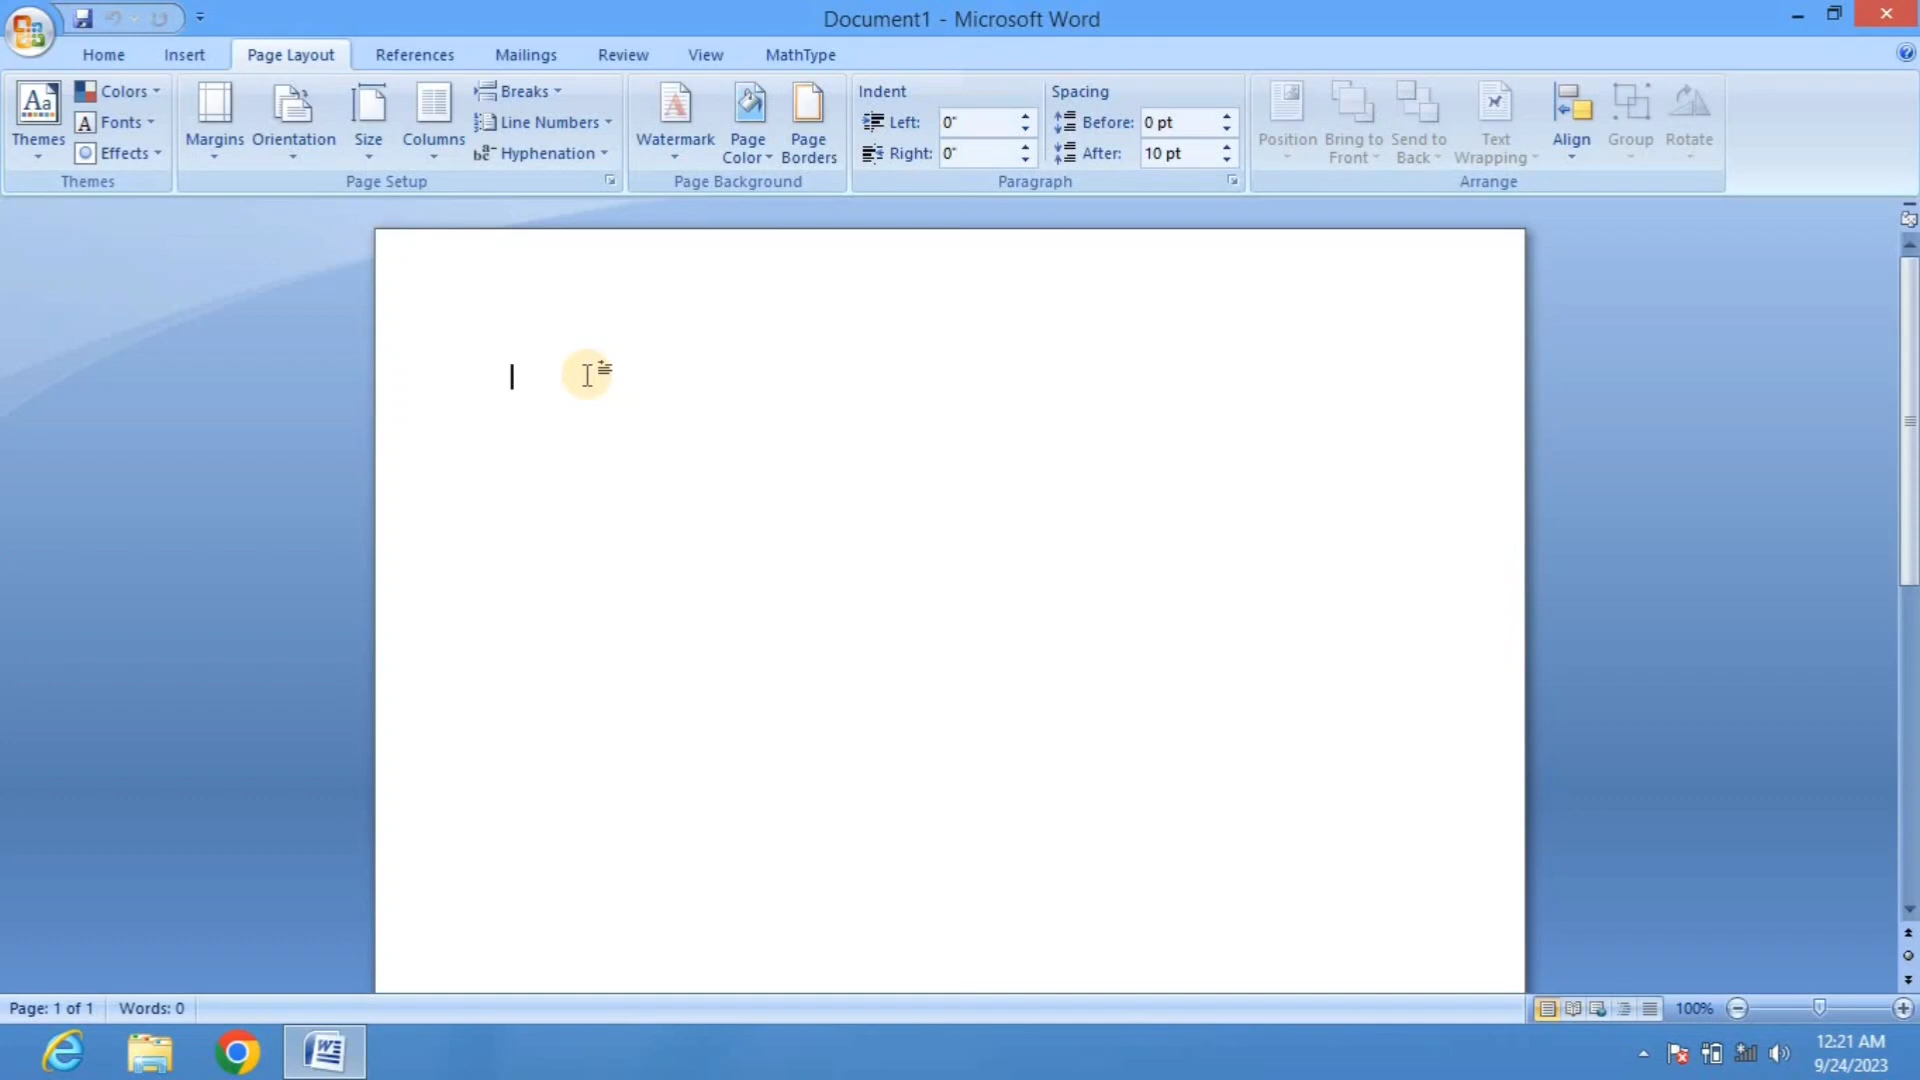 Document1 - Microsoft Word
Home Insert Page Layout References Mailings Review View MathType
Themes
Colors
Fonts
Effects
Themes
Margins
Orientation
Size
Columns
Breaks
Line Numbers
Hyphenation
Page Setup
Watermark
Page
Color
Page
Borders
Page Background
Indent
Left: 0"
Right: 0"
Spacing
Before: 0 pt
After: 10 pt
Paragraph
Position
Bring to
Front
Send to
Back
Text
Wrapping
Align
Group
Rotate
Arrange
Page: 1 of 1 Words: 0
100%
12:21 AM
9/24/2023